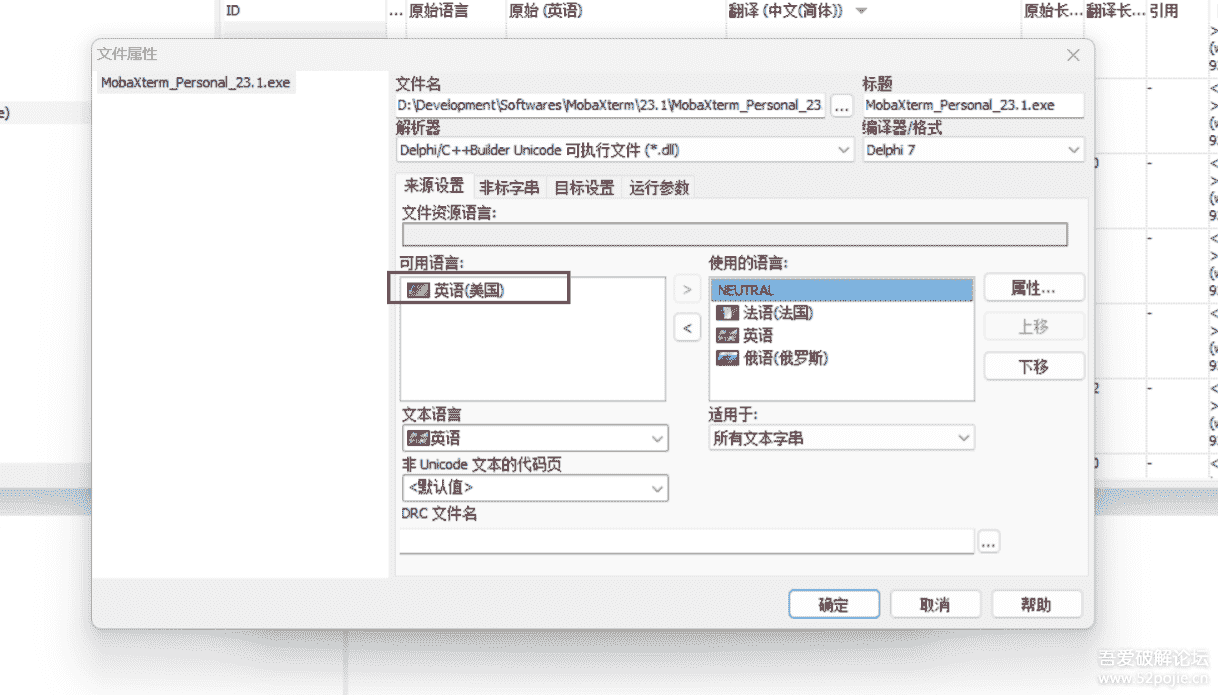 ID ... 原始语言 原始 (英语) 翻译 (中文(简体)) 原始长... 翻译长... 引用
文件属性
MobaXterm_Personal_23.1.exe
文件名 标题
D:\Development\Softwares\MobaXterm\23.1\MobaXterm_Personal_23 ... MobaXterm_Personal_23.1.exe
解析器 编译器/格式
Delphi/C++Builder Unicode 可执行文件 (*.dll) Delphi 7
来源设置 非标字串 目标设置 运行参数
文件资源语言:
可用语言: 使用的语言:
英语(美国) > NEUTRAL 属性...
法语(法国)
< 英语 上移
俄语(俄罗斯) 下移
文本语言 适用于:
英语 所有文本字串
非 Unicode 文本的代码页
<默认值>
DRC 文件名
...
确定 取消 帮助
吾爱破解论坛
www.52pojie.cn